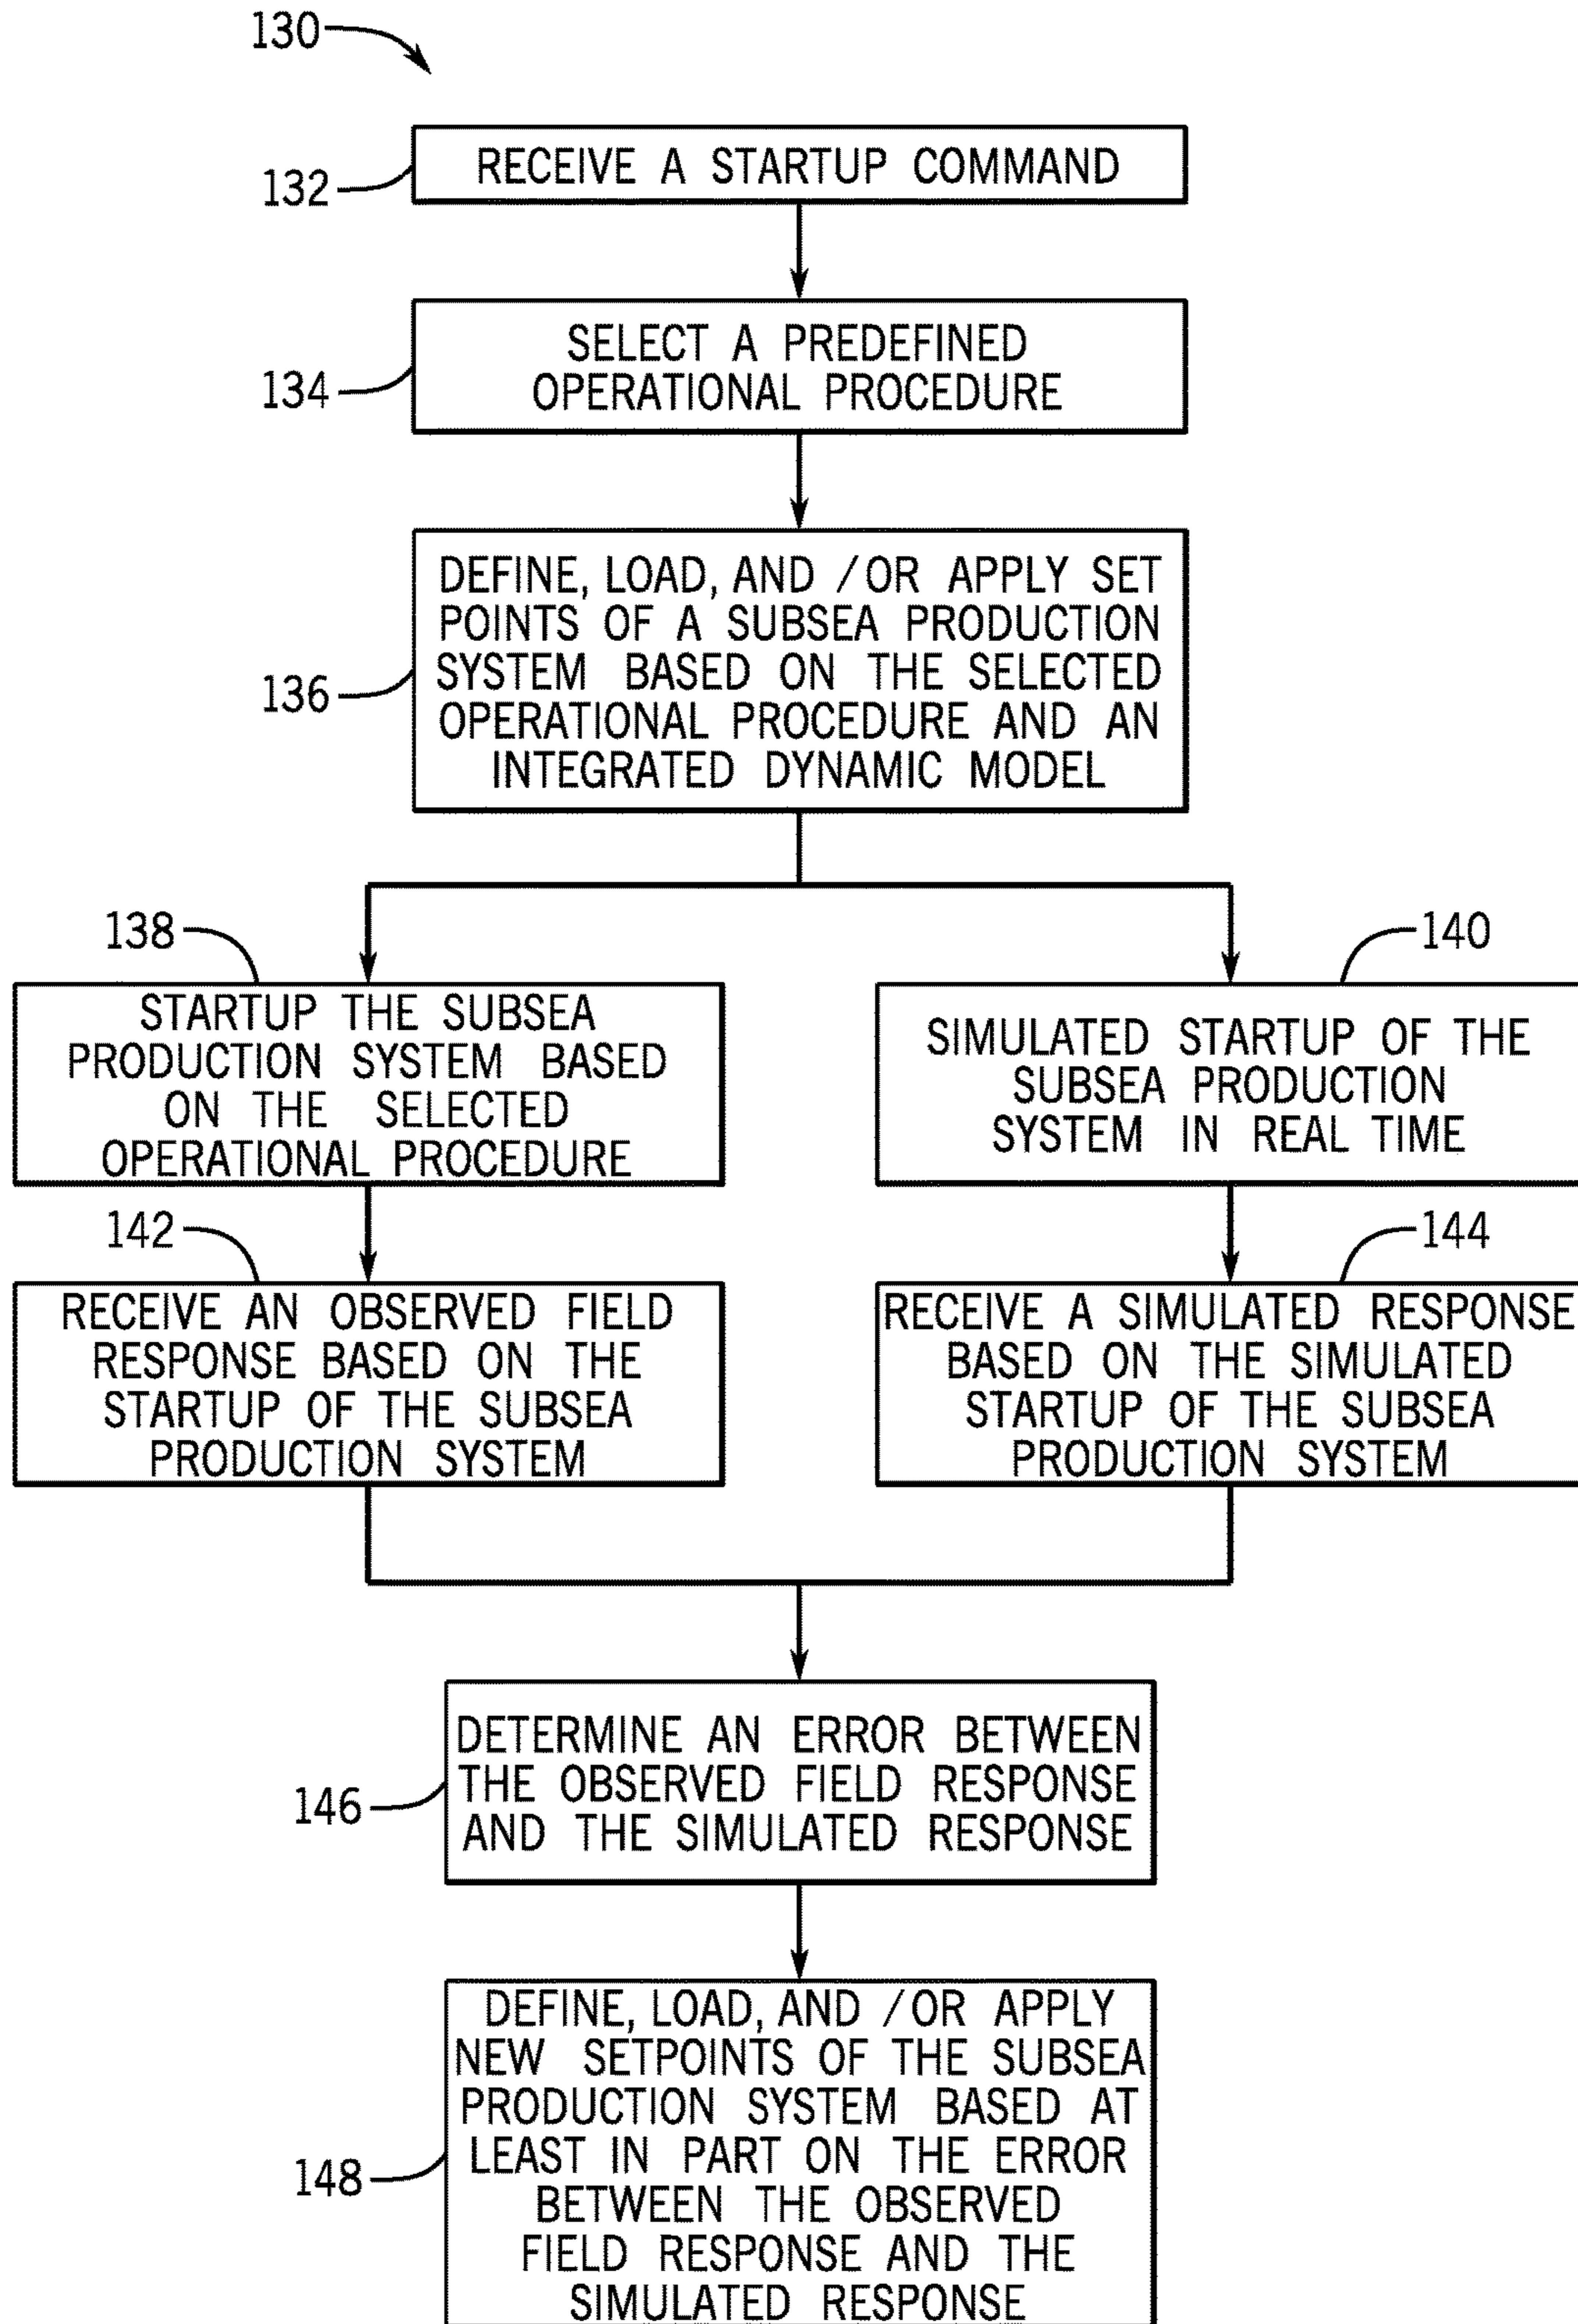 130
132
RECEIVE A STARTUP COMMAND
134
SELECT A PREDEFINED
OPERATIONAL PROCEDURE
136
DEFINE, LOAD, AND /OR APPLY SET
POINTS OF A SUBSEA PRODUCTION
SYSTEM BASED ON THE SELECTED
OPERATIONAL PROCEDURE AND AN
INTEGRATED DYNAMIC MODEL
138
STARTUP THE SUBSEA
PRODUCTION SYSTEM BASED
ON THE SELECTED
OPERATIONAL PROCEDURE
140
SIMULATED STARTUP OF THE
SUBSEA PRODUCTION
SYSTEM IN REAL TIME
142
RECEIVE AN OBSERVED FIELD
RESPONSE BASED ON THE
STARTUP OF THE SUBSEA
PRODUCTION SYSTEM
144
RECEIVE A SIMULATED RESPONSE
BASED ON THE SIMULATED
STARTUP OF THE SUBSEA
PRODUCTION SYSTEM
146
DETERMINE AN ERROR BETWEEN
THE OBSERVED FIELD RESPONSE
AND THE SIMULATED RESPONSE
148
DEFINE, LOAD, AND /OR APPLY
NEW SETPOINTS OF THE SUBSEA
PRODUCTION SYSTEM BASED AT
LEAST IN PART ON THE ERROR
BETWEEN THE OBSERVED
FIELD RESPONSE AND THE
SIMULATED RESPONSE